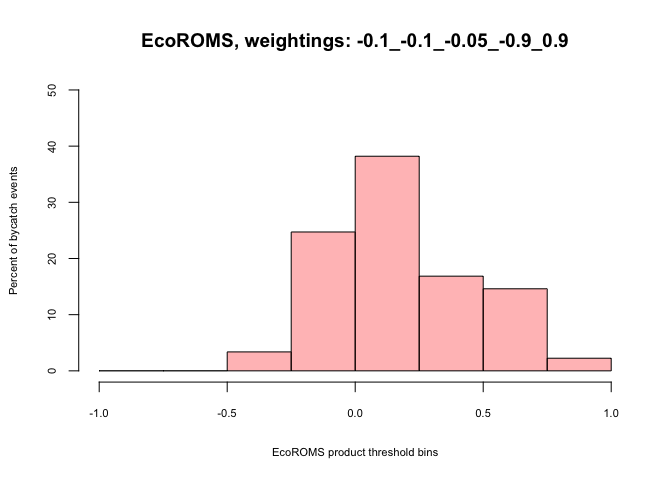 EcoROMS, weightings: -0.1_-0.1_-0.05_-0.9_0.9
50
40
30
20
10
0
Percent of bycatch events
-1.0 -0.5 0.0 0.5 1.0
EcoROMS product threshold bins